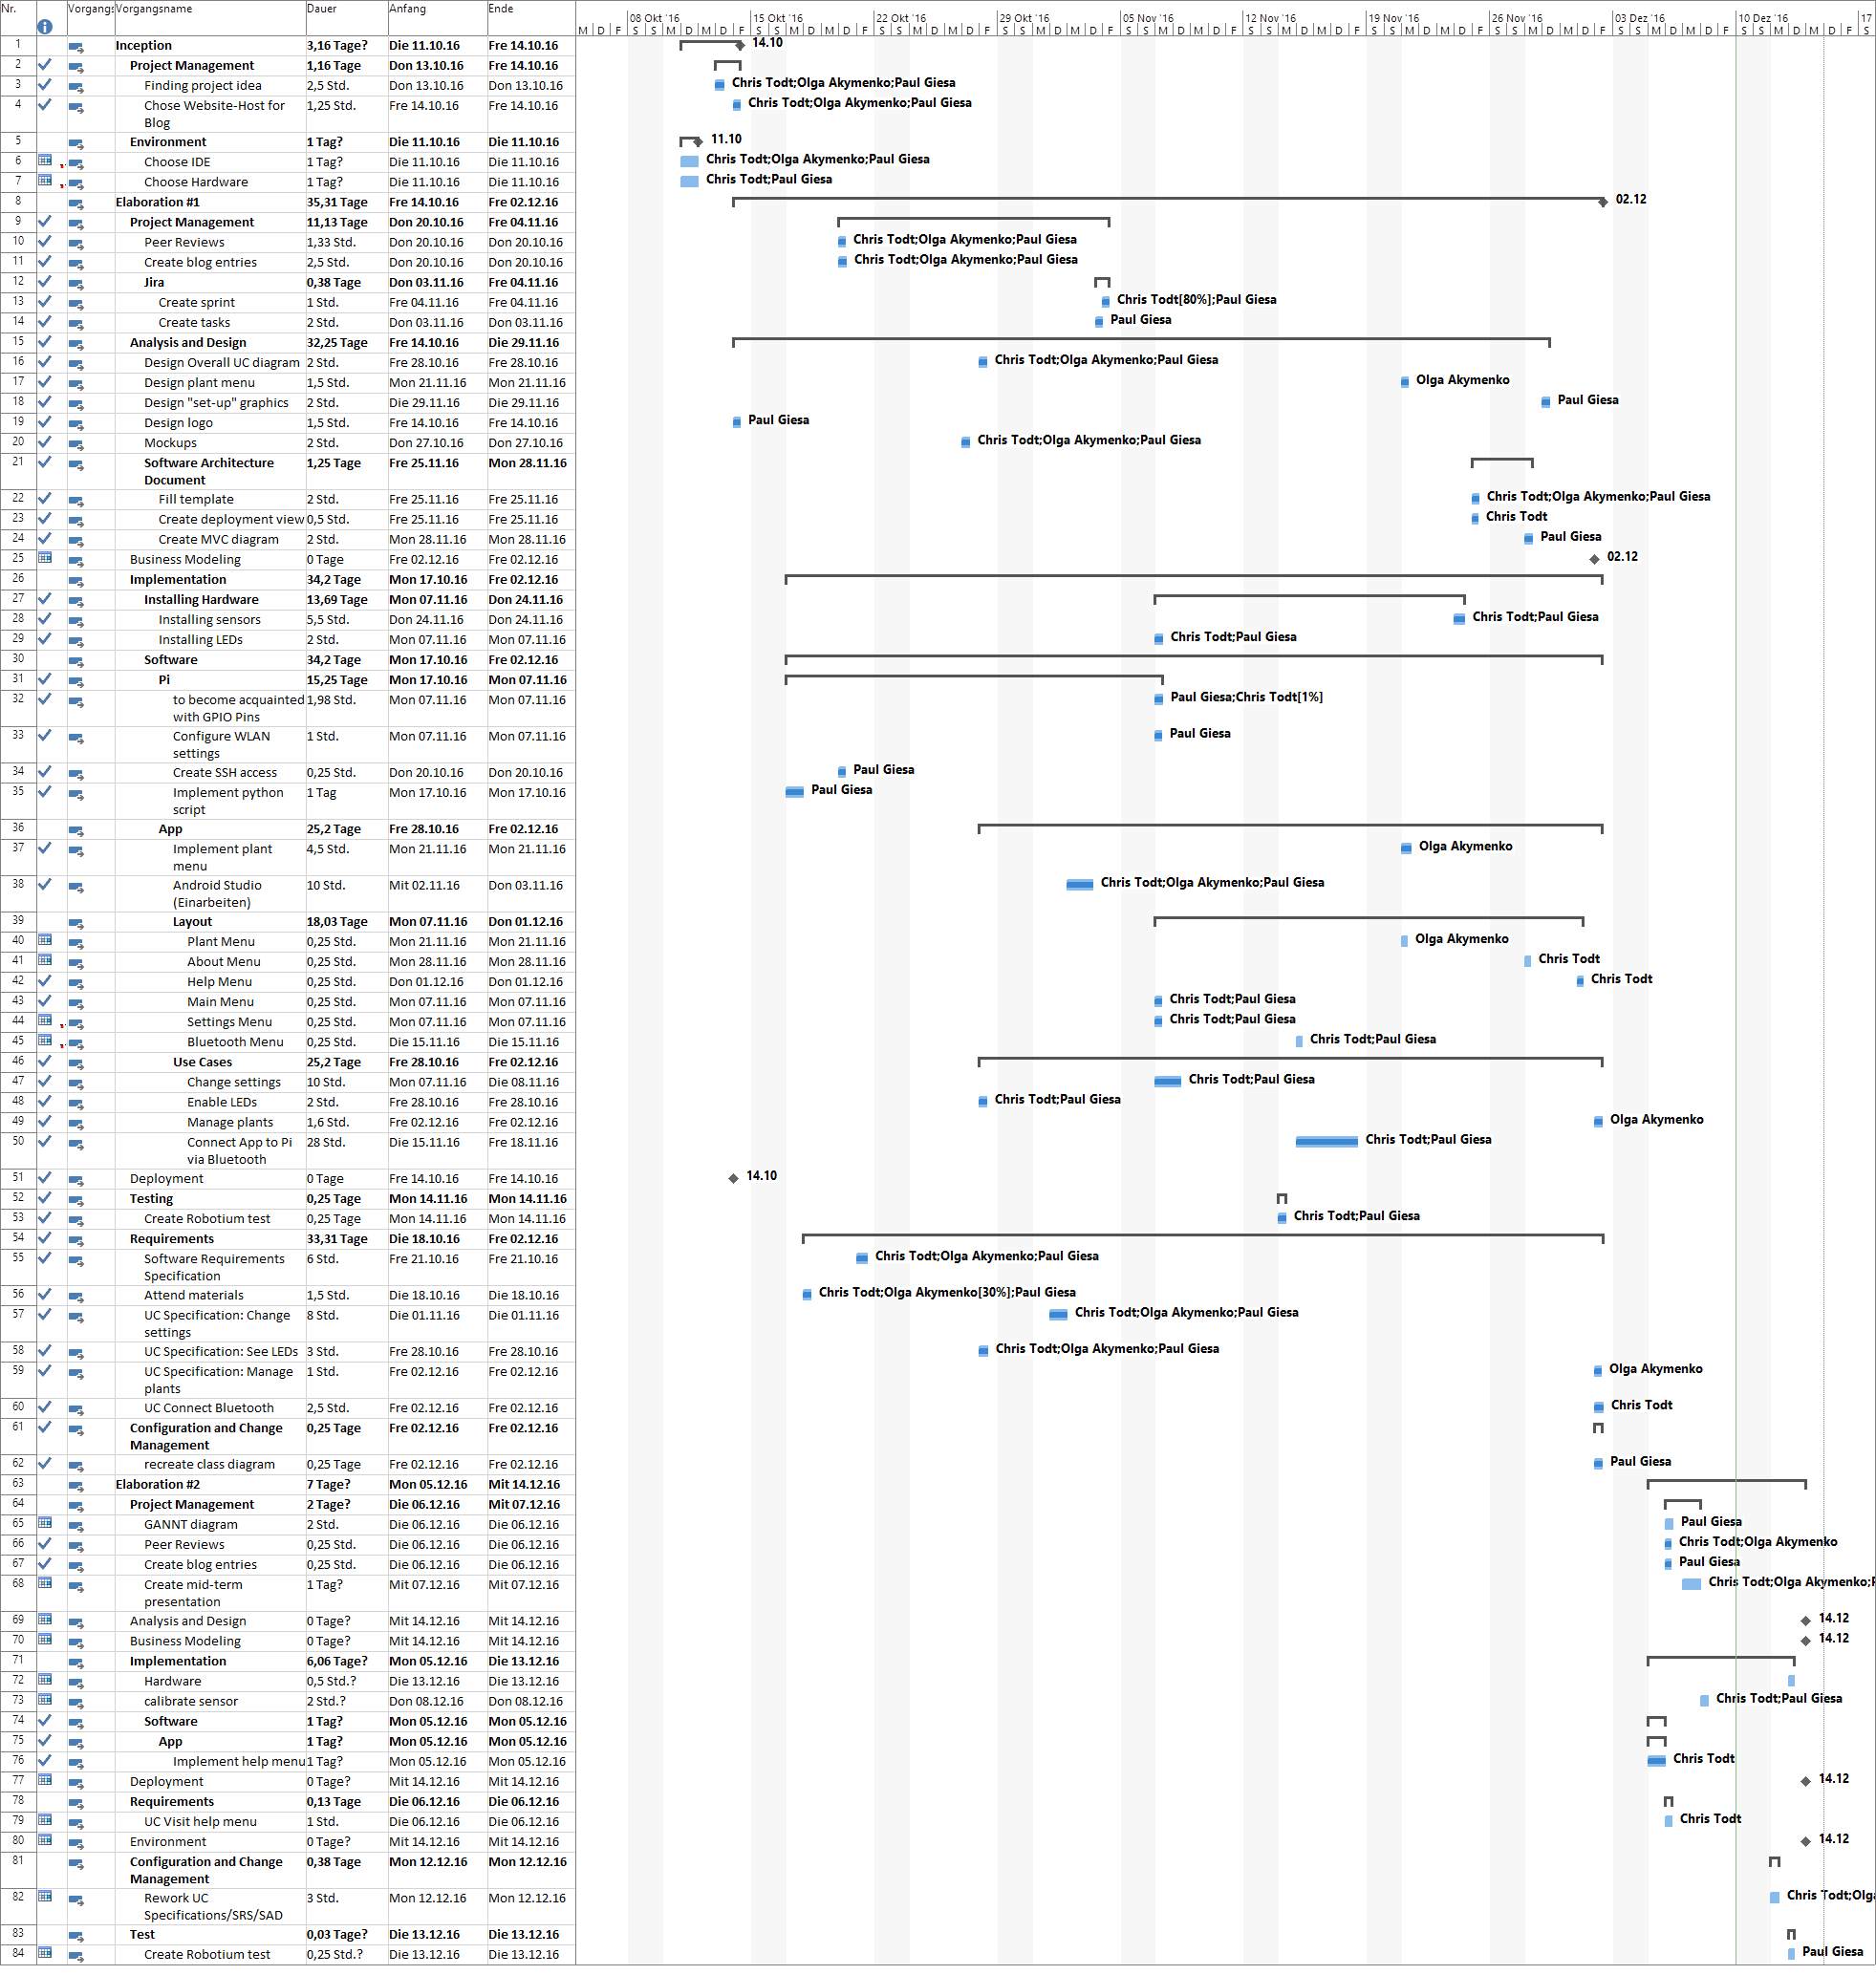 Nr. Vorgangs Vorgangsname Dauer Anfang Ende 08 Okt '16 15 Okt '16 22 Okt '16 29 Okt '16 05 Nov '16 12 Nov '16 19 Nov '16 26 Nov '16 03 Dez '16 10 Dez '16 17
M D F S S M D F S S M D F S S M D F S S M D F S S M D F S S M D F S S M D F S S M D F S S M D F S S M D F S
1 Inception 3,16 Tage? Die 11.10.16 Fre 14.10.16 14.10
2 Project Management 1,16 Tage Don 13.10.16 Fre 14.10.16
3 Finding project idea 2,5 Std. Don 13.10.16 Don 13.10.16 Chris Todt;Olga Akymenko;Paul Giesa
4 Chose Website-Host for 1,25 Std. Fre 14.10.16 Fre 14.10.16 Chris Todt;Olga Akymenko;Paul Giesa
Blog
5 Environment 1 Tag? Die 11.10.16 Die 11.10.16 11.10
6 Choose IDE 1 Tag? Die 11.10.16 Die 11.10.16 Chris Todt;Olga Akymenko;Paul Giesa
7 Choose Hardware 1 Tag? Die 11.10.16 Die 11.10.16 Chris Todt;Paul Giesa
8 Elaboration #1 35,31 Tage Fre 14.10.16 Fre 02.12.16 02.12
9 Project Management 11,13 Tage Don 20.10.16 Fre 04.11.16
10 Peer Reviews 1,33 Std. Don 20.10.16 Don 20.10.16 Chris Todt;Olga Akymenko;Paul Giesa
11 Create blog entries 2,5 Std. Don 20.10.16 Don 20.10.16 Chris Todt;Olga Akymenko;Paul Giesa
12 Jira 0,38 Tage Don 03.11.16 Fre 04.11.16
13 Create sprint 1 Std. Fre 04.11.16 Fre 04.11.16 Chris Todt[80%];Paul Giesa
14 Create tasks 2 Std. Don 03.11.16 Don 03.11.16 Paul Giesa
15 Analysis and Design 32,25 Tage Fre 14.10.16 Die 29.11.16
16 Design Overall UC diagram 2 Std. Fre 28.10.16 Fre 28.10.16 Chris Todt;Olga Akymenko;Paul Giesa
17 Design plant menu 1,5 Std. Mon 21.11.16 Mon 21.11.16 Olga Akymenko
18 Design "set-up" graphics 2 Std. Die 29.11.16 Die 29.11.16 Paul Giesa
19 Design logo 1,5 Std. Fre 14.10.16 Fre 14.10.16 Paul Giesa
20 Mockups 2 Std. Don 27.10.16 Don 27.10.16 Chris Todt;Olga Akymenko;Paul Giesa
21 Software Architecture 1,25 Tage Fre 25.11.16 Mon 28.11.16
Document
22 Fill template 2 Std. Fre 25.11.16 Fre 25.11.16 Chris Todt;Olga Akymenko;Paul Giesa
23 Create deployment view 0,5 Std. Fre 25.11.16 Fre 25.11.16 Chris Todt
24 Create MVC diagram 2 Std. Mon 28.11.16 Mon 28.11.16 Paul Giesa
25 Business Modeling 0 Tage Fre 02.12.16 Fre 02.12.16 02.12
26 Implementation 34,2 Tage Mon 17.10.16 Fre 02.12.16
27 Installing Hardware 13,69 Tage Mon 07.11.16 Don 24.11.16
28 Installing sensors 5,5 Std. Don 24.11.16 Don 24.11.16 Chris Todt;Paul Giesa
29 Installing LEDs 2 Std. Mon 07.11.16 Mon 07.11.16 Chris Todt;Paul Giesa
30 Software 34,2 Tage Mon 17.10.16 Fre 02.12.16
31 Pi 15,25 Tage Mon 17.10.16 Mon 07.11.16
32 to become acquainted 1,98 Std. Mon 07.11.16 Mon 07.11.16 Paul Giesa;Chris Todt[1%]
with GPIO Pins
33 Configure WLAN 1 Std. Mon 07.11.16 Mon 07.11.16 Paul Giesa
settings
34 Create SSH access 0,25 Std. Don 20.10.16 Don 20.10.16 Paul Giesa
35 Implement python 1 Tag Mon 17.10.16 Mon 17.10.16 Paul Giesa
script
36 App 25,2 Tage Fre 28.10.16 Fre 02.12.16
37 Implement plant 4,5 Std. Mon 21.11.16 Mon 21.11.16 Olga Akymenko
menu
38 Android Studio 10 Std. Mit 02.11.16 Don 03.11.16 Chris Todt;Olga Akymenko;Paul Giesa
(Einarbeiten)
39 Layout 18,03 Tage Mon 07.11.16 Don 01.12.16
40 Plant Menu 0,25 Std. Mon 21.11.16 Mon 21.11.16 Olga Akymenko
41 About Menu 0,25 Std. Mon 28.11.16 Mon 28.11.16 Chris Todt
42 Help Menu 0,25 Std. Don 01.12.16 Don 01.12.16 Chris Todt
43 Main Menu 0,25 Std. Mon 07.11.16 Mon 07.11.16 Chris Todt;Paul Giesa
44 Settings Menu 0,25 Std. Mon 07.11.16 Mon 07.11.16 Chris Todt;Paul Giesa
45 Bluetooth Menu 0,25 Std. Die 15.11.16 Die 15.11.16 Chris Todt;Paul Giesa
46 Use Cases 25,2 Tage Fre 28.10.16 Fre 02.12.16
47 Change settings 10 Std. Mon 07.11.16 Die 08.11.16 Chris Todt;Paul Giesa
48 Enable LEDs 2 Std. Fre 28.10.16 Fre 28.10.16 Chris Todt;Paul Giesa
49 Manage plants 1,6 Std. Fre 02.12.16 Fre 02.12.16 Olga Akymenko
50 Connect App to Pi 28 Std. Die 15.11.16 Fre 18.11.16 Chris Todt;Paul Giesa
via Bluetooth
51 Deployment 0 Tage Fre 14.10.16 Fre 14.10.16 14.10
52 Testing 0,25 Tage Mon 14.11.16 Mon 14.11.16
53 Create Robotium test 0,25 Tage Mon 14.11.16 Mon 14.11.16 Chris Todt;Paul Giesa
54 Requirements 33,31 Tage Die 18.10.16 Fre 02.12.16
55 Software Requirements 6 Std. Fre 21.10.16 Fre 21.10.16 Chris Todt;Olga Akymenko;Paul Giesa
Specification
56 Attend materials 1,5 Std. Die 18.10.16 Die 18.10.16 Chris Todt;Olga Akymenko[30%];Paul Giesa
57 UC Specification: Change 8 Std. Die 01.11.16 Die 01.11.16 Chris Todt;Olga Akymenko;Paul Giesa
settings
58 UC Specification: See LEDs 3 Std. Fre 28.10.16 Fre 28.10.16 Chris Todt;Olga Akymenko;Paul Giesa
59 UC Specification: Manage 1 Std. Fre 02.12.16 Fre 02.12.16 Olga Akymenko
plants
60 UC Connect Bluetooth 2,5 Std. Fre 02.12.16 Fre 02.12.16 Chris Todt
61 Configuration and Change 0,25 Tage Fre 02.12.16 Fre 02.12.16
Management
62 recreate class diagram 0,25 Tage Fre 02.12.16 Fre 02.12.16 Paul Giesa
63 Elaboration #2 7 Tage? Mon 05.12.16 Mit 14.12.16
64 Project Management 2 Tage? Die 06.12.16 Mit 07.12.16
65 GANNT diagram 2 Std. Die 06.12.16 Die 06.12.16 Paul Giesa
66 Peer Reviews 0,25 Std. Die 06.12.16 Die 06.12.16 Chris Todt;Olga Akymenko
67 Create blog entries 0,25 Std. Die 06.12.16 Die 06.12.16 Paul Giesa
68 Create mid-term 1 Tag? Mit 07.12.16 Mit 07.12.16 Chris Todt;Olga Akymenko;P
presentation
69 Analysis and Design 0 Tage? Mit 14.12.16 Mit 14.12.16 14.12
70 Business Modeling 0 Tage? Mit 14.12.16 Mit 14.12.16 14.12
71 Implementation 6,06 Tage? Mon 05.12.16 Die 13.12.16
72 Hardware 0,5 Std.? Die 13.12.16 Die 13.12.16
73 calibrate sensor 2 Std.? Don 08.12.16 Don 08.12.16 Chris Todt;Paul Giesa
74 Software 1 Tag? Mon 05.12.16 Mon 05.12.16
75 App 1 Tag? Mon 05.12.16 Mon 05.12.16
76 Implement help menu 1 Tag? Mon 05.12.16 Mon 05.12.16 Chris Todt
77 Deployment 0 Tage? Mit 14.12.16 Mit 14.12.16 14.12
78 Requirements 0,13 Tage Die 06.12.16 Die 06.12.16
79 UC Visit help menu 1 Std. Die 06.12.16 Die 06.12.16 Chris Todt
80 Environment 0 Tage? Mit 14.12.16 Mit 14.12.16 14.12
81 Configuration and Change 0,38 Tage Mon 12.12.16 Mon 12.12.16
Management
82 Rework UC 3 Std. Mon 12.12.16 Mon 12.12.16 Chris Todt;Olga
Specifications/SRS/SAD
83 Test 0,03 Tage? Die 13.12.16 Die 13.12.16
84 Create Robotium test 0,25 Std.? Die 13.12.16 Die 13.12.16 Paul Giesa